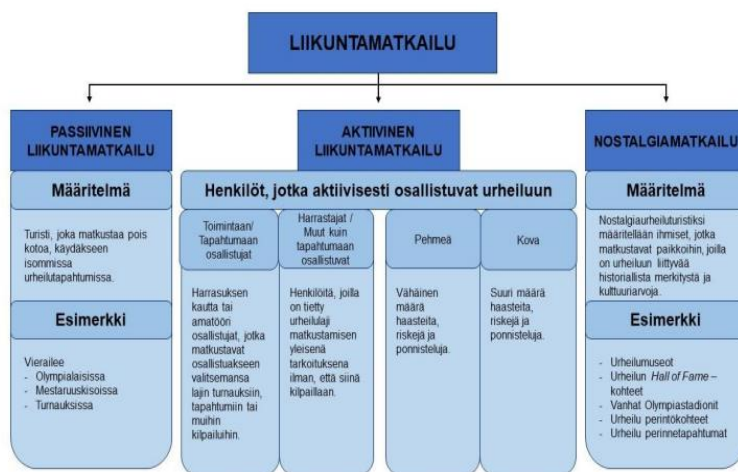 LIIKUNTAMATKAILU
PASSIIVINEN
LIIKUNTAMATKAILU
Määritelmä
Turisti, joka matkustaa pois
kotoa, käydäkseen
isommissa
urheilutapahtumissa.
Esimerkki
Vierailee
- Olympialaisissa
- Mestaruuskisoissa
- Turnauksissa
AKTIIVINEN
LIIKUNTAMATKAILU
Henkilöt, jotka aktiivisesti osallistuvat urheiluun
Toimintaan/
Tapahtumaan
osallistujat
Harrasuksen
kautta tai
amatööri
osallistujat, jotka
matkustavat
osallistuakseen
valitsemansa
lajin turnauksiin,
tapahtumiin tai
muihin
kilpailuihin.
Harrastajat /
Muut kuin
tapahtumaan
osallistuvat
Henkilöitä, joilla
on tietty
urheilulaji
matkustamisen
yleisenä
tarkoituksena
ilman, että siinä
kilpaillaan.
Pehmeä
Vähäinen
määrä
haasteita,
riskejä ja
ponnisteluja.
Kova
Suuri määrä
haasteita,
riskejä ja
ponnisteluja.
NOSTALGIAMATKAILU
Määritelmä
Nostalgiaurheiluturistiksi
määritellään ihmiset, jotka
matkustavat paikkoihin, joilla
on urheiluun liittyvää
historiallista merkitystä ja
kulttuuriarvoja.
Esimerkki
- Urheilumuseot
- Urheilun Hall of Fame –
kohteet
- Vanhat Olympiastadionit
- Urheilu perintökohteet
- Urheilu perinnetapahtumat